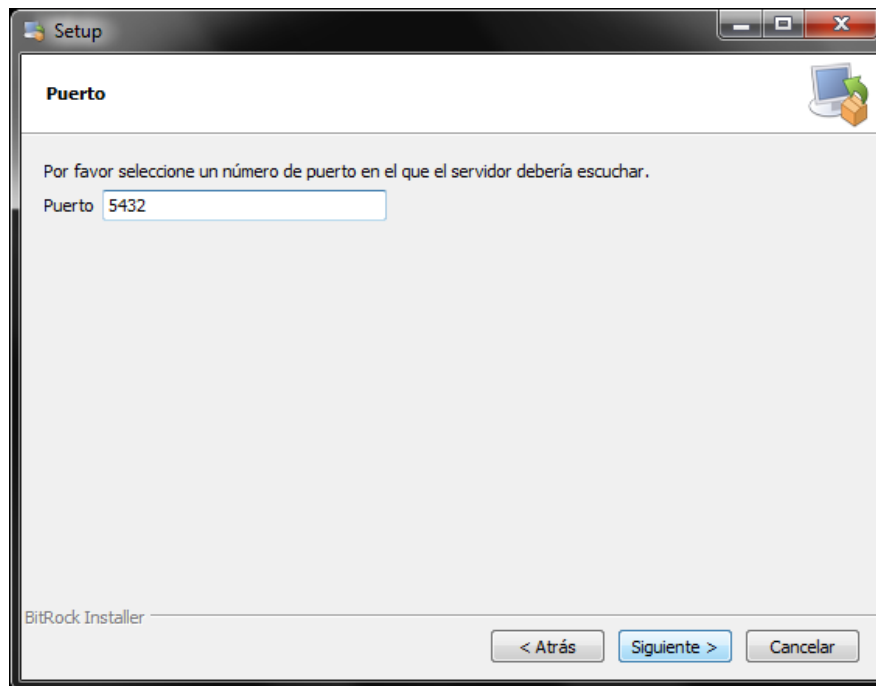 Setup
Puerto
Por favor seleccione un número de puerto en el que el servidor debería escuchar.
Puerto 5432
BitRock Installer
< Atrás Siguiente > Cancelar